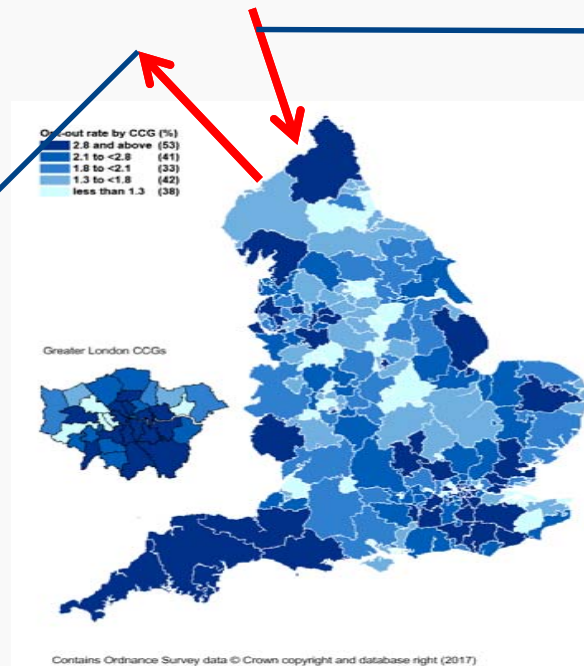 Opt-out rate by CCG (%)
2.8 and above (53)
2.1 to <2.8 (41)
1.8 to <2.1 (33)
1.3 to <1.8 (42)
less than 1.3 (38)
Greater London CCGs
Contains Ordnance Survey data © Crown copyright and database right (2017)